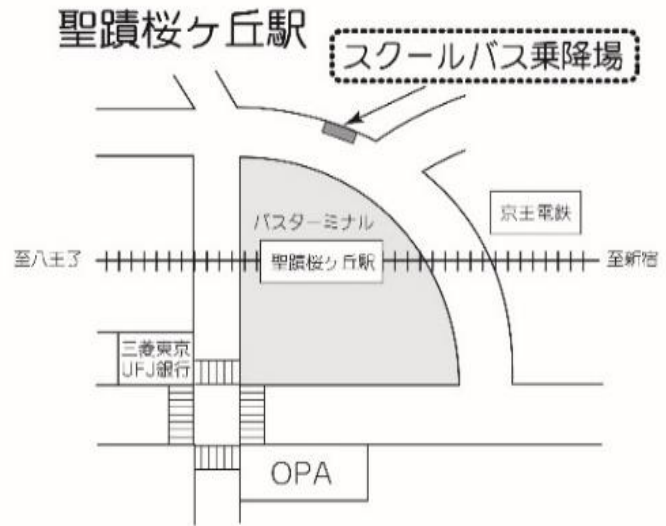 聖蹟桜ヶ丘駅
スクールバス乗降場
バスターミナル
京王電鉄
至八王子
聖蹟桜ヶ丘駅
至新宿
三菱東京
UFJ銀行
OPA